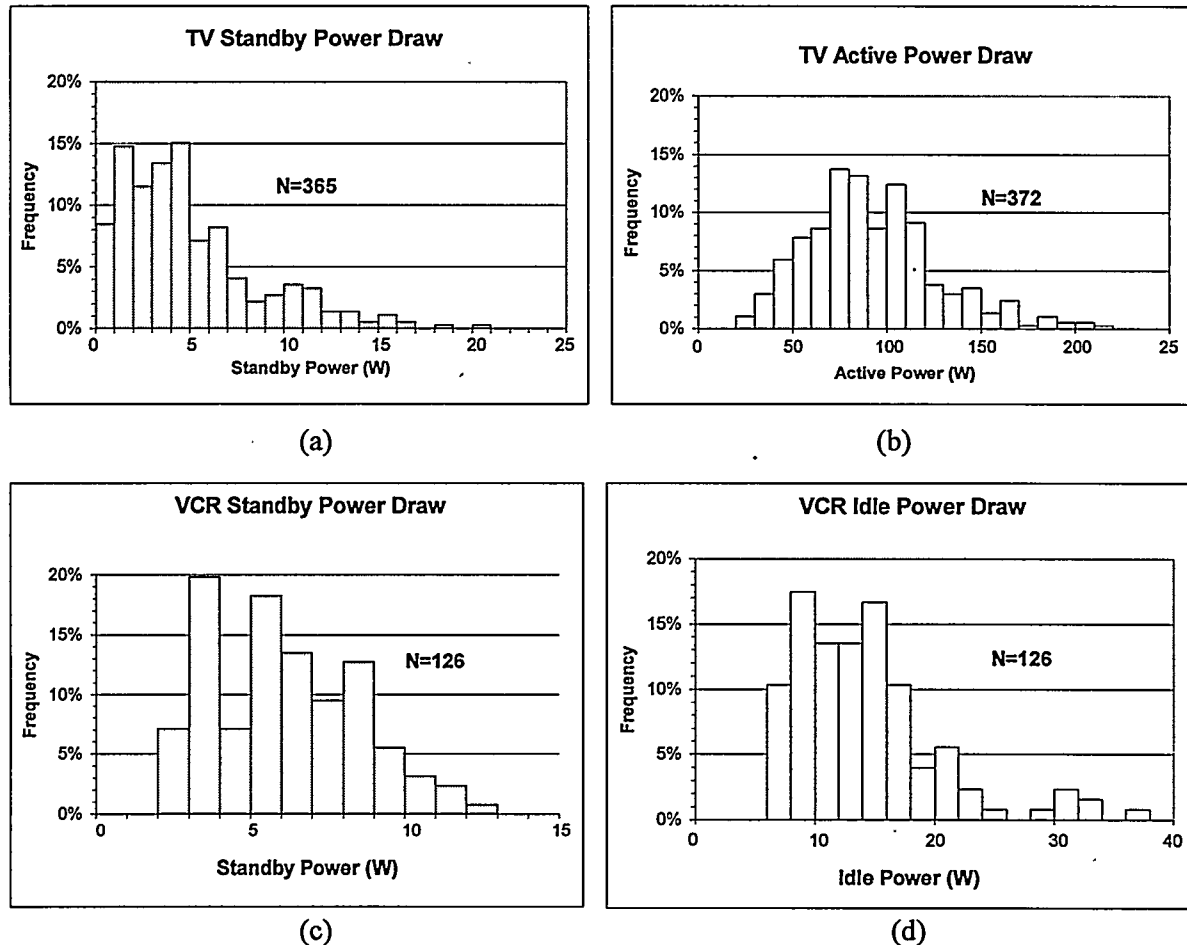 TV Standby Power Draw
20%
15%
10%
5%
0%
Frequency
N=365
0 5 10 15 20 25
Standby Power (W)
(a)
TV Active Power Draw
20%
15%
10%
5%
0%
Frequency
N=372
0 50 100 150 200 25
Active Power (W)
(b)
VCR Standby Power Draw
20%
15%
10%
5%
0%
Frequency
N=126
0 5 10 15
Standby Power (W)
(c)
VCR Idle Power Draw
20%
15%
10%
5%
0%
Frequency
N=126
0 10 20 30 40
Idle Power (W)
(d)